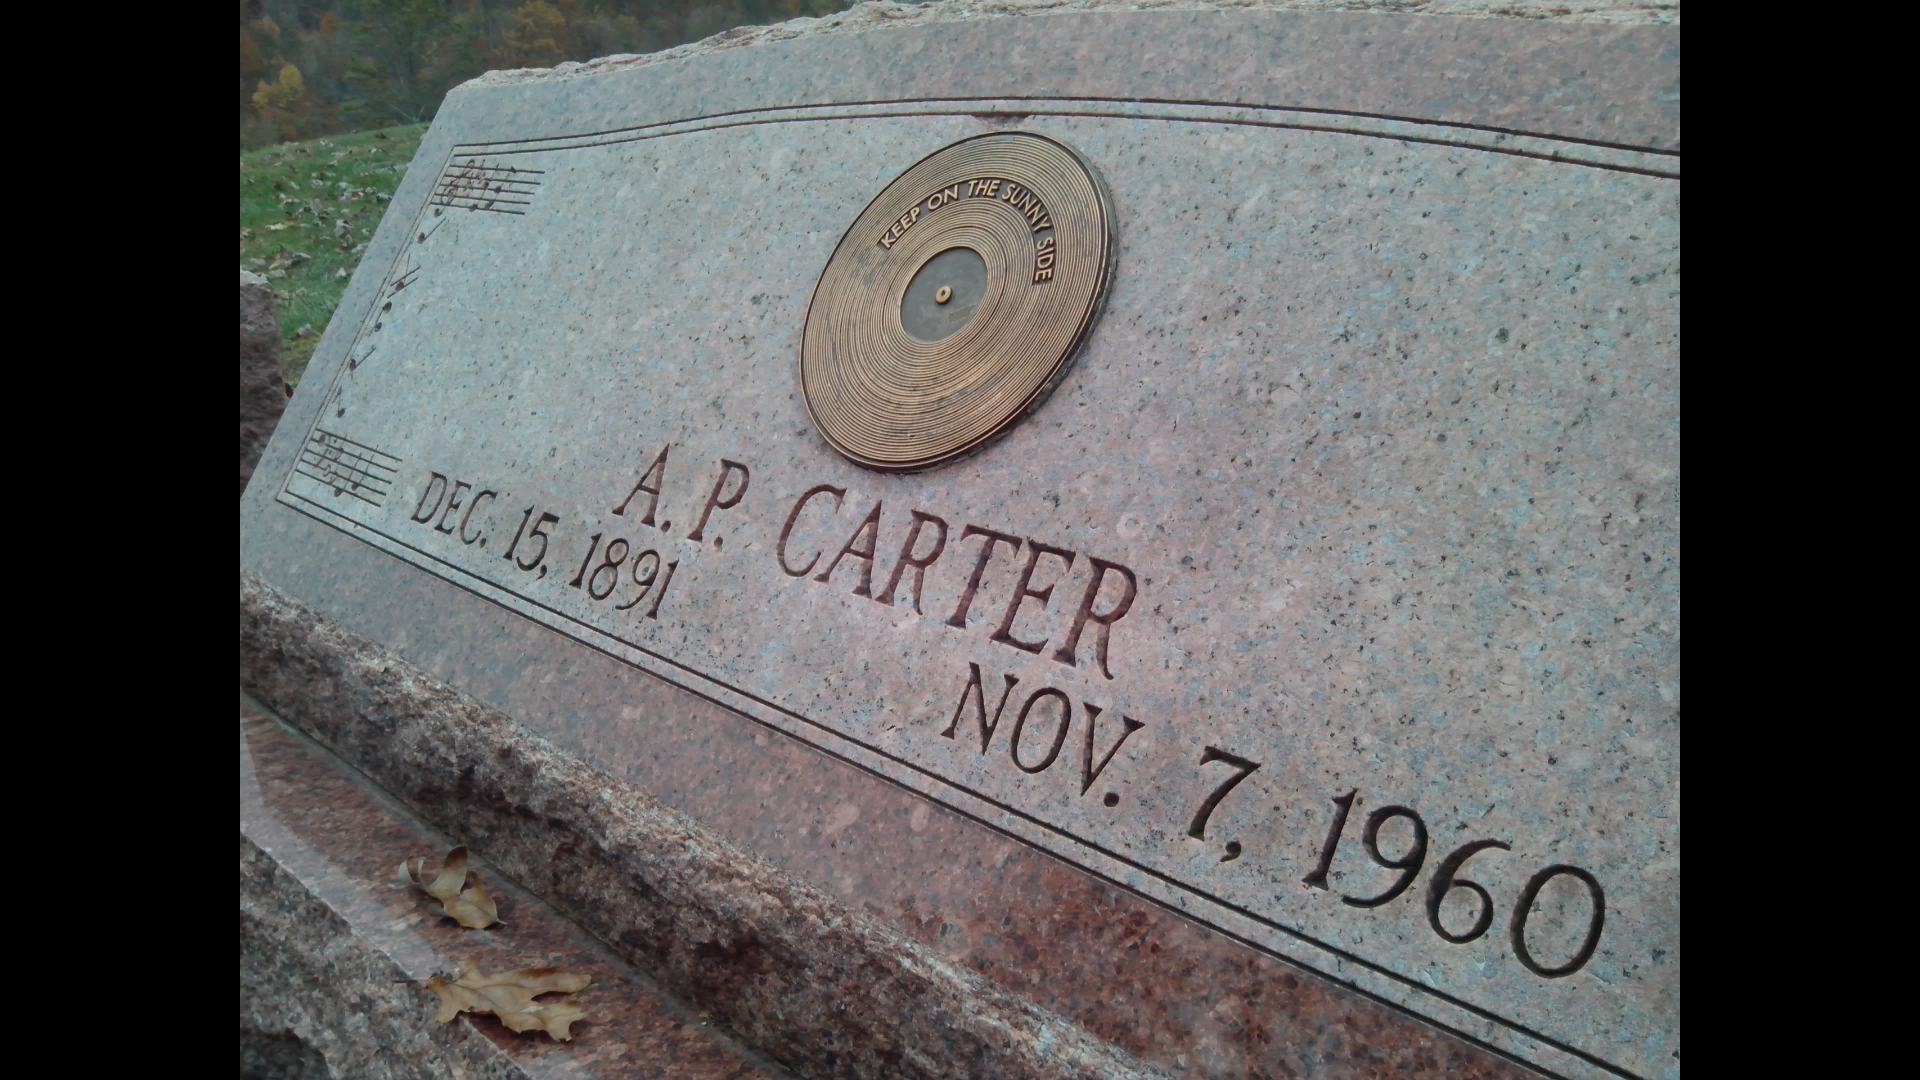 KEEP ON THE SUNNY SIDE
A. P. CARTER
DEC. 15, 1891
NOV. 7, 1960